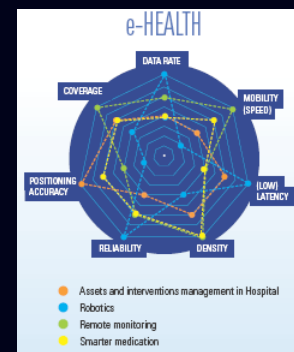 e-HEALTH
DATA RATE
COVERAGE
MOBILITY
(SPEED)
POSITIONING
ACCURACY
(LOW)
LATENCY
RELIABILITY
DENSITY
Assets and interventions management in Hospital
Robotics
Remote monitoring
Smarter medication